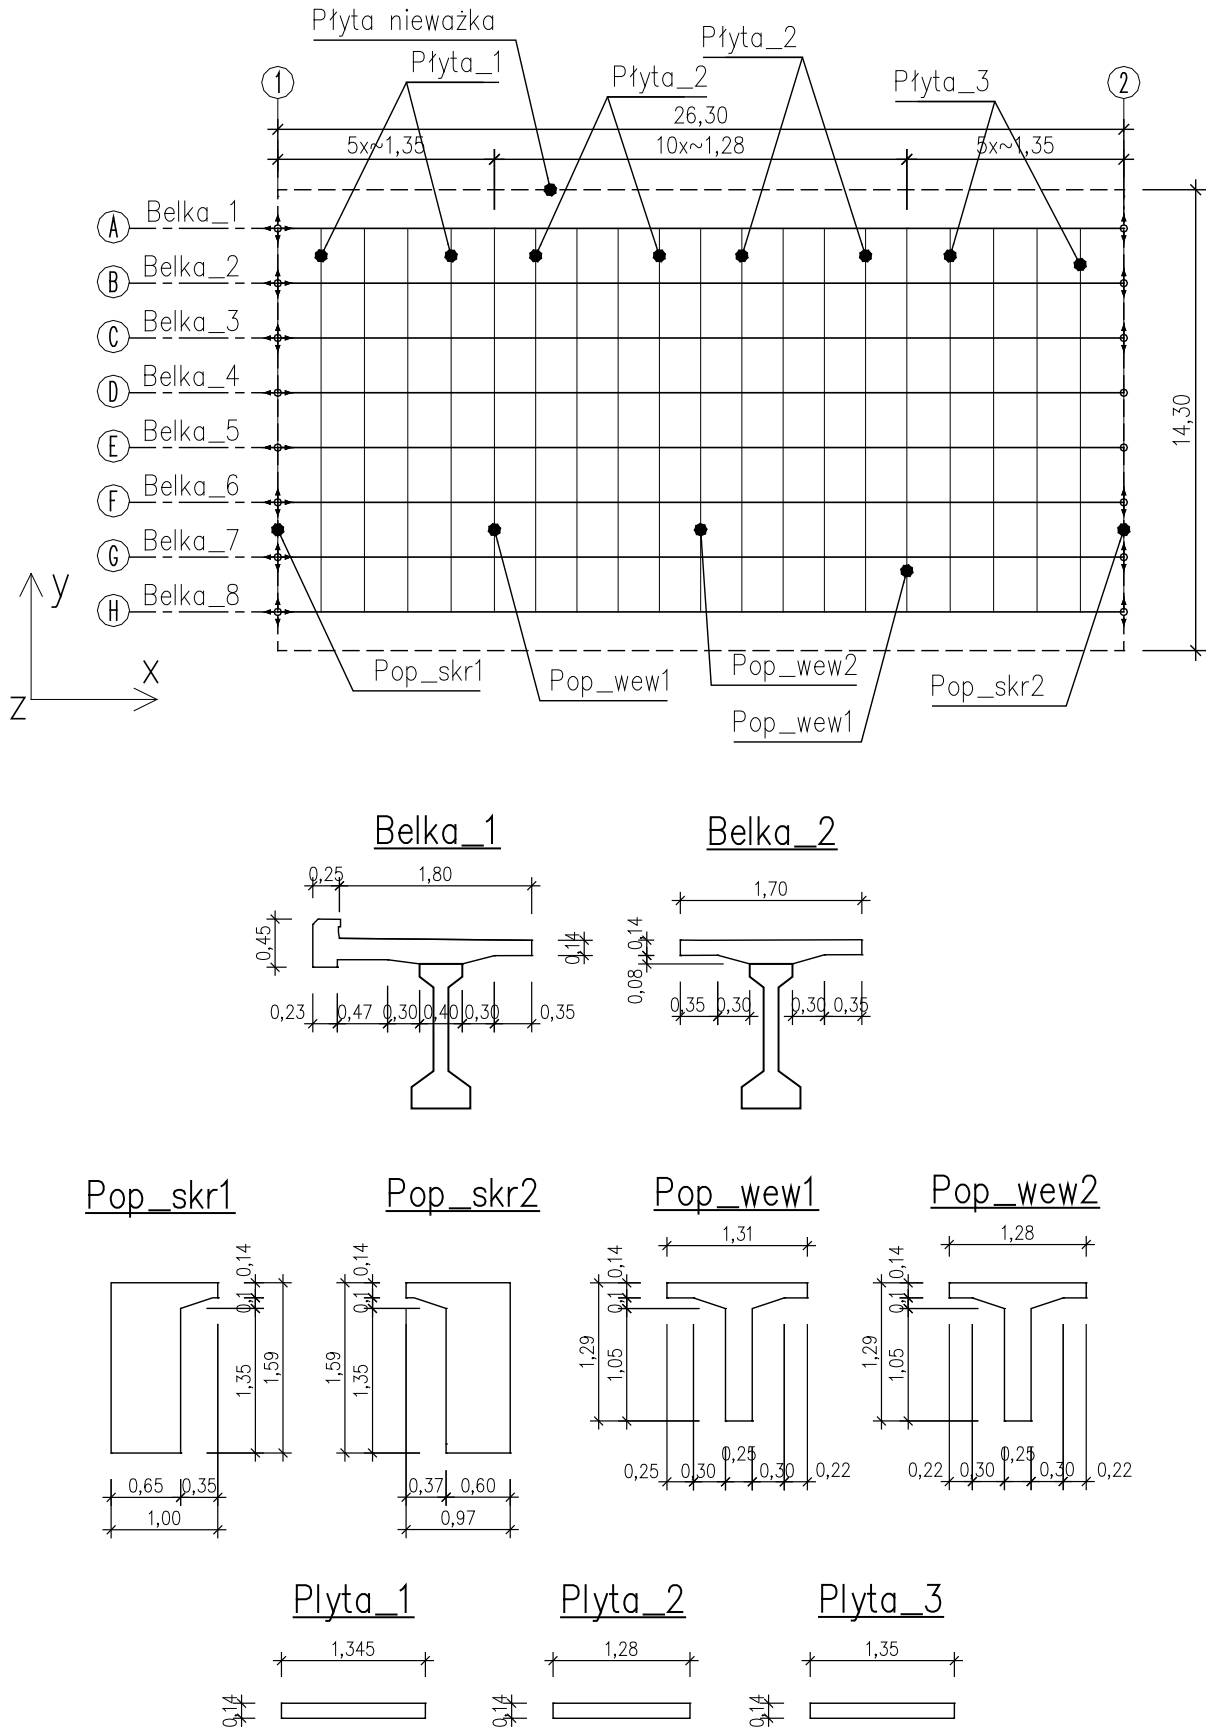 Płyta nieważka
Płyta_1
Płyta_2
Płyta_2
Płyta_3
1
2
26,30
5x~1,35
10x~1,28
5x~1,35
A
Belka_1
B
Belka_2
C
Belka_3
D
Belka_4
E
Belka_5
F
Belka_6
G
Belka_7
H
Belka_8
14,30
y
x
z
Pop_skr1
Pop_wew1
Pop_wew2
Pop_wew1
Pop_skr2
Belka_1
0,25
1,80
0,45
0,14
0,23
0,47
0,30
0,40
0,30
0,35
Belka_2
1,70
0,14
0,08
0,35
0,30
0,30
0,35
Pop_skr1
0,14
0,1
1,35
1,59
0,65
0,35
1,00
Pop_skr2
0,14
0,1
1,59
1,35
0,37
0,60
0,97
Pop_wew1
1,31
0,14
0,1
1,29
1,05
0,25
0,30
0,25
0,30
0,22
Pop_wew2
1,28
0,14
0,1
1,29
1,05
0,22
0,30
0,25
0,30
0,22
Plyta_1
1,345
0,14
Plyta_2
1,28
0,14
Plyta_3
1,35
0,14